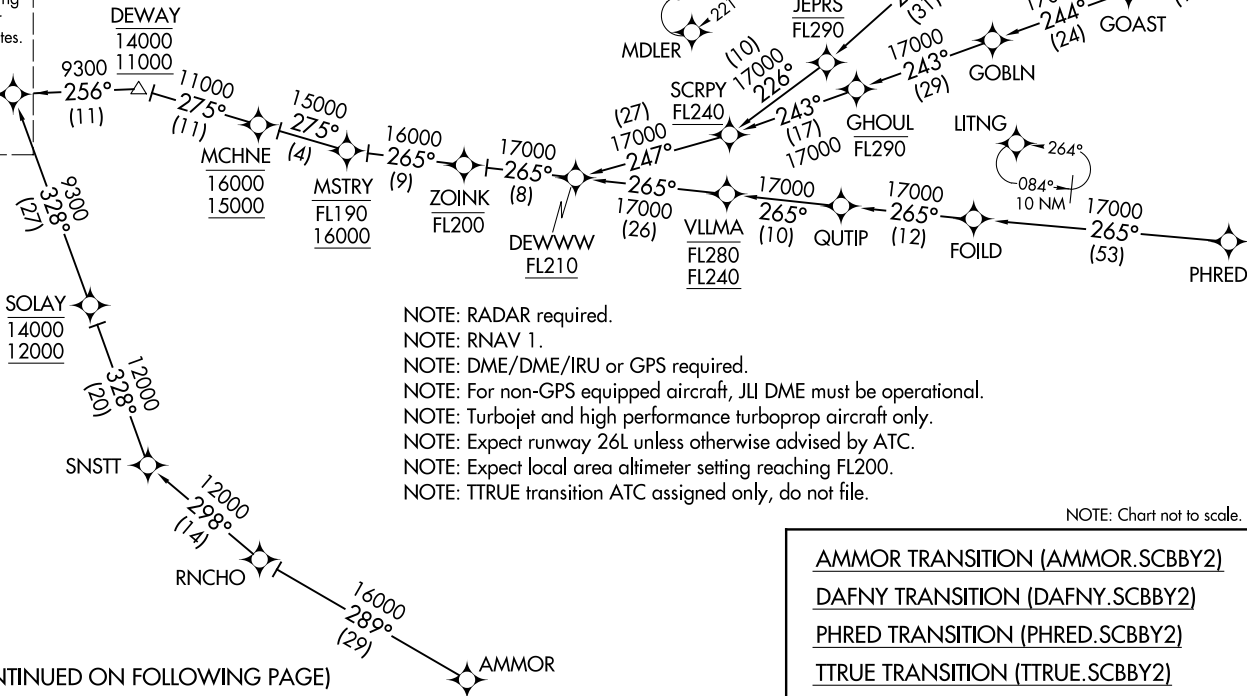 ng
r
tes.
DEWAY
14000
11000
9300
256°
(11)
11000
275°
(11)
MCHNE
16000
15000
15000
275°
(4)
MSTRY
FL190
16000
16000
265°
(9)
ZOINK
FL200
17000
265°
(8)
DEWWW
FL210
(27)
17000
247°
265°
17000
(26)
MDLER
221
JEPRS
FL290
(31)
(10)
17000
226°
SCRPY
FL240
243°
(17)
17000
GHOUL
FL290
17000
243°
(29)
GOBLN
244°
(24)
GOAST
LITNG
264°
084°
10 NM
VLLMA
FL280
FL240
17000
265°
(10)
QUTIP
17000
265°
(12)
FOILD
17000
265°
(53)
PHRED
9300
328°
(27)
SOLAY
14000
12000
12000
328°
(20)
SNSTT
12000
298°
(14)
RNCHO
16000
289°
(29)
AMMOR
NOTE: RADAR required.
NOTE: RNAV 1.
NOTE: DME/DME/IRU or GPS required.
NOTE: For non-GPS equipped aircraft, JLI DME must be operational.
NOTE: Turbojet and high performance turboprop aircraft only.
NOTE: Expect runway 26L unless otherwise advised by ATC.
NOTE: Expect local area altimeter setting reaching FL200.
NOTE: TTRUE transition ATC assigned only, do not file.
NOTE: Chart not to scale.
AMMOR TRANSITION (AMMOR.SCBBY2)
DAFNY TRANSITION (DAFNY.SCBBY2)
PHRED TRANSITION (PHRED.SCBBY2)
TTRUE TRANSITION (TTRUE.SCBBY2)
NTINUED ON FOLLOWING PAGE)